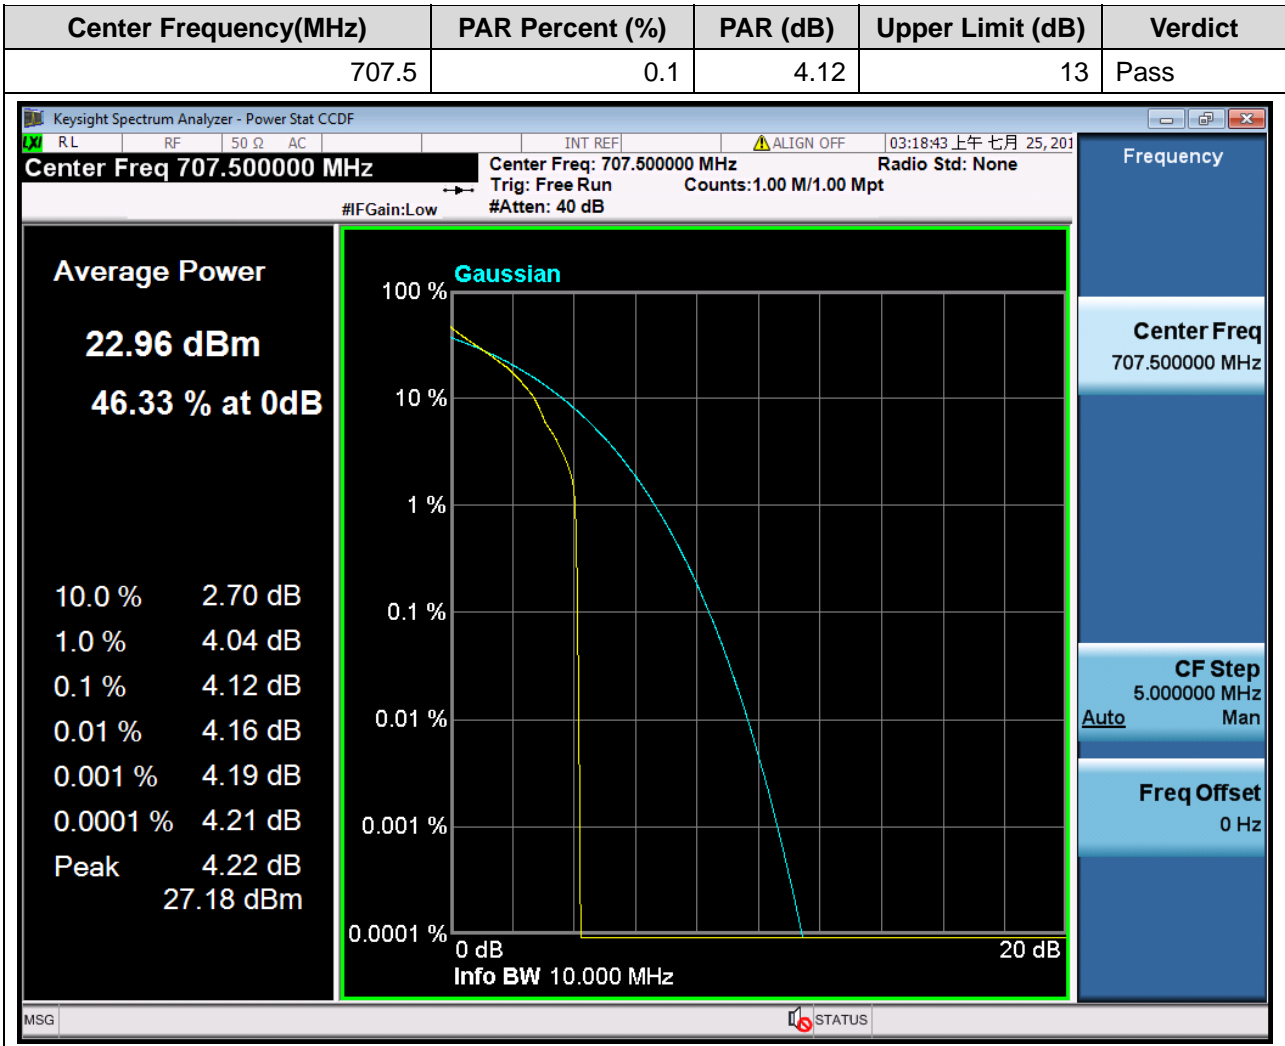 Center Frequency(MHz) PAR Percent (%) PAR (dB) Upper Limit (dB) Verdict
707.5 0.1 4.12 13 Pass
Keysight Spectrum Analyzer - Power Stat CCDF
LXI RL RF 50 Ω AC INT REF ALIGN OFF 03:18:43 上午 七月 25, 201
Center Freq 707.500000 MHz
Center Freq: 707.500000 MHz Radio Std: None
Trig: Free Run Counts:1.00 M/1.00 Mpt
#IFGain:Low #Atten: 40 dB
Average Power
22.96 dBm
46.33 % at 0dB
10.0 % 2.70 dB
1.0 % 4.04 dB
0.1 % 4.12 dB
0.01 % 4.16 dB
0.001 % 4.19 dB
0.0001 % 4.21 dB
Peak 4.22 dB
27.18 dBm
Gaussian
100 %
10 %
1 %
0.1 %
0.01 %
0.001 %
0.0001 %
0 dB 20 dB
Info BW 10.000 MHz
Frequency
Center Freq
707.500000 MHz
CF Step
5.000000 MHz
Auto Man
Freq Offset
0 Hz
MSG STATUS